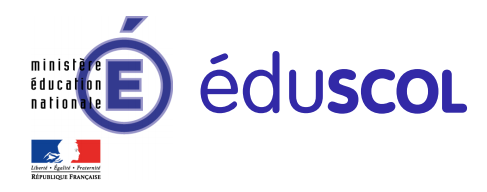 ministère
éducation
nationale
É
éduscol
Liberté • Égalité • Fraternité
RÉPUBLIQUE FRANÇAISE